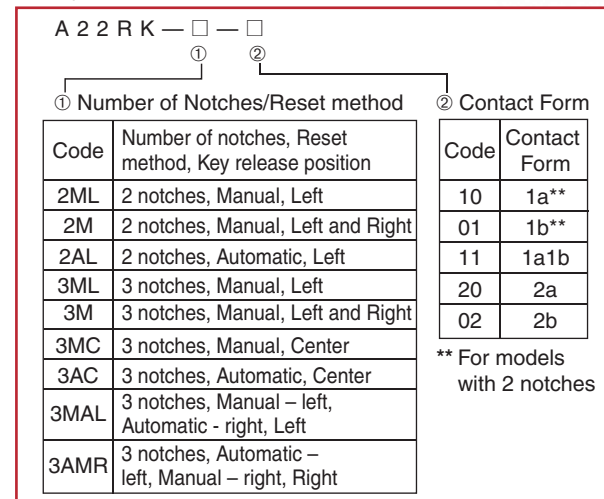 A 2 2 R K — □ — □
① ②
① Number of Notches/Reset method
Code
Number of notches, Reset
method, Key release position
2ML 2 notches, Manual, Left
2M 2 notches, Manual, Left and Right
2AL 2 notches, Automatic, Left
3ML 3 notches, Manual, Left
3M 3 notches, Manual, Left and Right
3MC 3 notches, Manual, Center
3AC 3 notches, Automatic, Center
3MAL
3 notches, Manual – left,
Automatic - right, Left
3AMR
3 notches, Automatic –
left, Manual – right, Right
② Contact Form
Code
Contact
Form
10 1a**
01 1b**
11 1a1b
20 2a
02 2b
** For models
with 2 notches